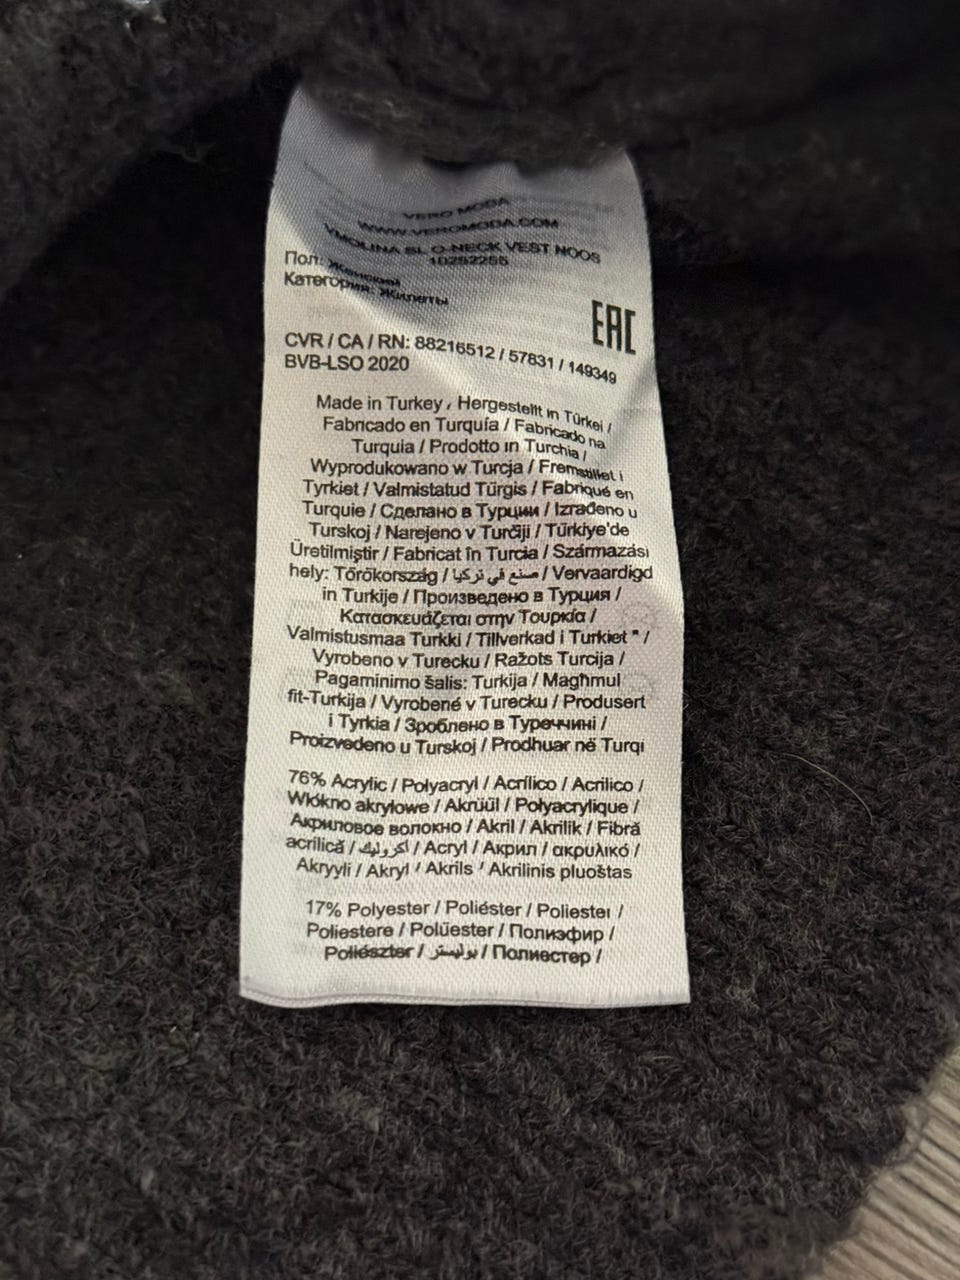 VERO MODA
WWW.VEROMODA.COM
VMOLINA SL O-NECK VEST NOOS
10292255
Пол: Женский
Категория: Жилеты
EAC
CVR / CA / RN: 88216512 / 57831 / 149349
BVB-LSO 2020
Made in Turkey / Hergestellt in Türkei /
Fabricado en Turquía / Fabricado na
Turquia / Prodotto in Turchia /
Wyprodukowano w Turcja / Fremstillet i
Tyrkiet / Valmistatud Türgis / Fabriqué en
Turquie / Сделано в Турции / Izrađeno u
Turskoj / Narejeno v Turčiji / Türkiye'de
Üretilmiştir / Fabricat în Turcia / Származási
hely: Törökország / صنع في تركيا / Vervaardigd
in Turkije / Произведено в Турция /
Κατασκευάζεται στην Τουρκία /
Valmistusmaa Turkki / Tillverkad i Turkiet * /
Vyrobeno v Turecku / Ražots Turcija /
Pagaminimo šalis: Turkija / Magħmul
fit-Turkija / Vyrobené v Turecku / Produsert
i Tyrkia / Зроблено в Туреччині /
Proizvedeno u Turskoj / Prodhuar në Turqi
76% Acrylic / Polyacryl / Acrílico / Acrilico /
Włókno akrylowe / Akrüül / Polyacrylique /
Акриловое волокно / Akril / Akrilik / Fibră
acrilică / أكروليك / Acryl / Акрил / ακρυλικό /
Akryyli / Akryl / Akrils / Akrilinis pluoštas
17% Polyester / Poliéster / Poliester /
Poliestere / Polüester / Полиэфир /
Poliészter / بوليستر / Полиестер /